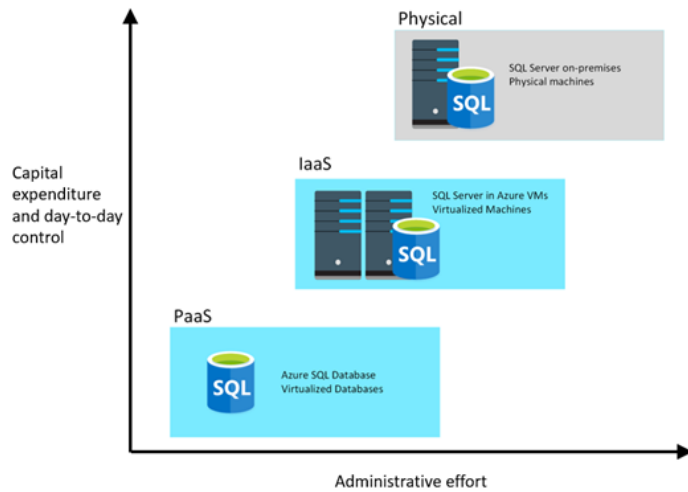 Physical
SQL Server on-premises
Physical machines
SQL
IaaS
SQL Server in Azure VMs
Virtualized Machines
SQL
Capital
expenditure
and day-to-day
control
PaaS
Azure SQL Database
Virtualized Databases
SQL
Administrative effort